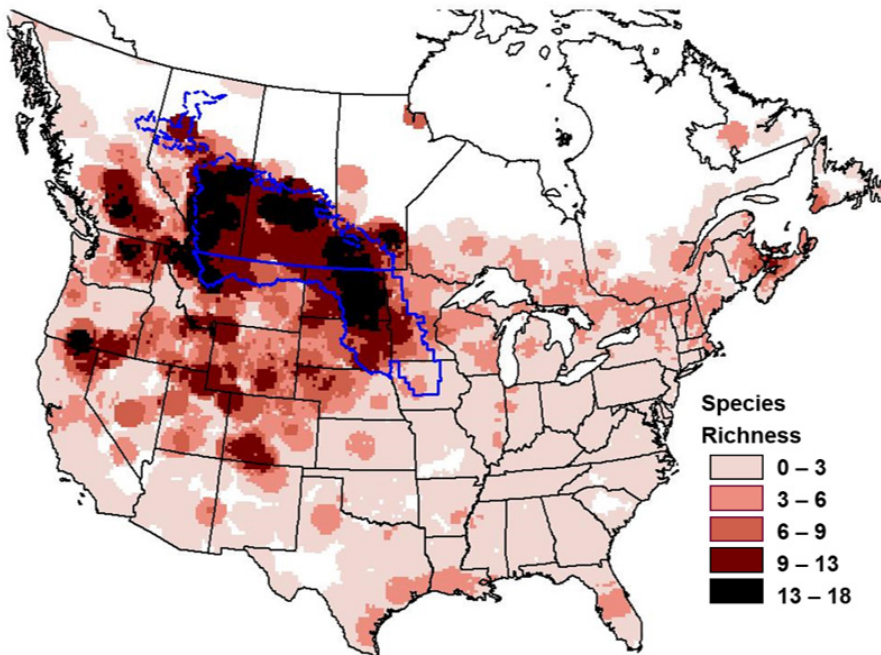 Species
Richness
0 – 3
3 – 6
6 – 9
9 – 13
13 – 18